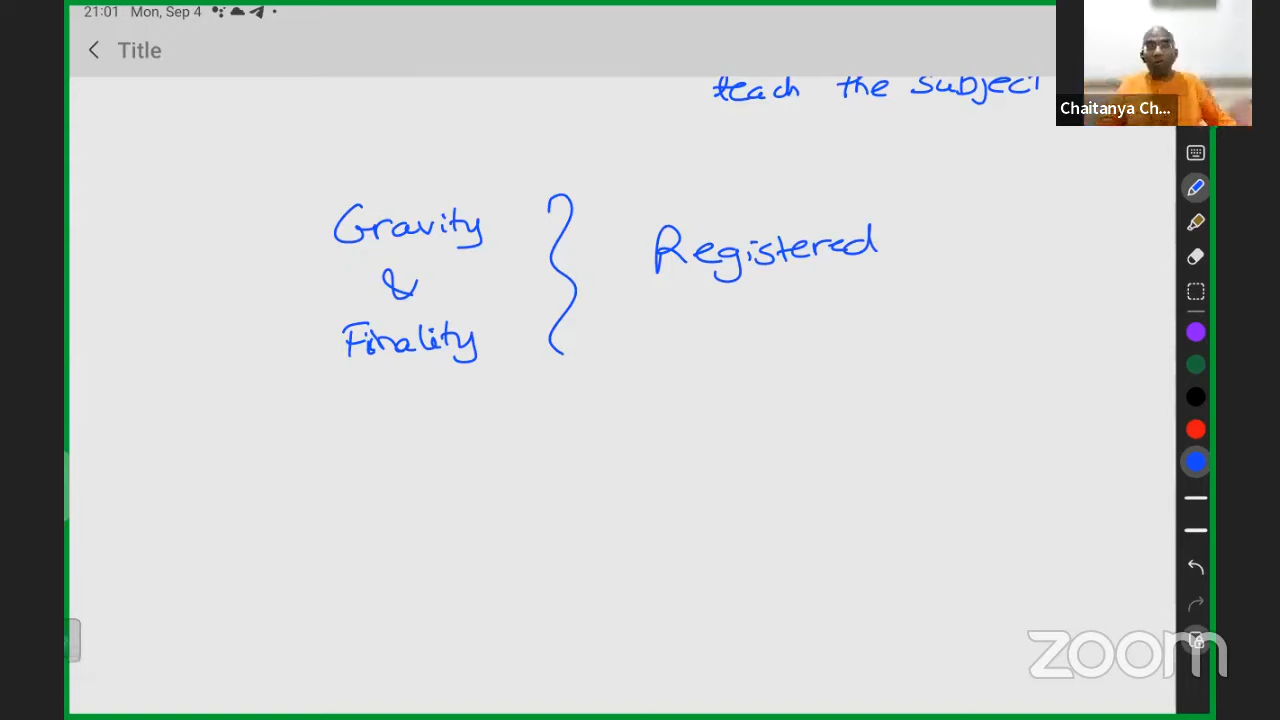 21:01 Mon, Sep 4
Title
teach the subject
Chaitanya Ch...
Gravity
&
Finality
Registered
zoom